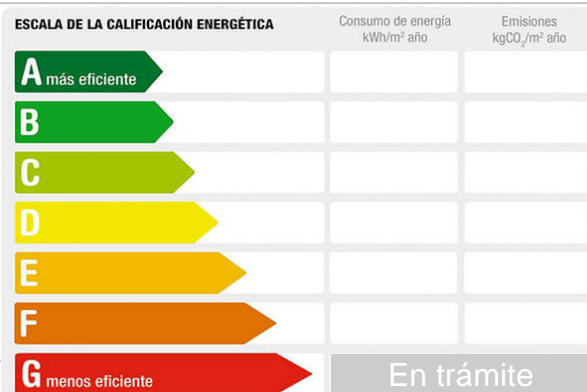 ESCALA DE LA CALIFICACIÓN ENERGÉTICA
Consumo de energía
kWh/m² año
Emisiones
kgCO₂/m² año
A más eficiente
B
C
D
E
F
G menos eficiente
En trámite